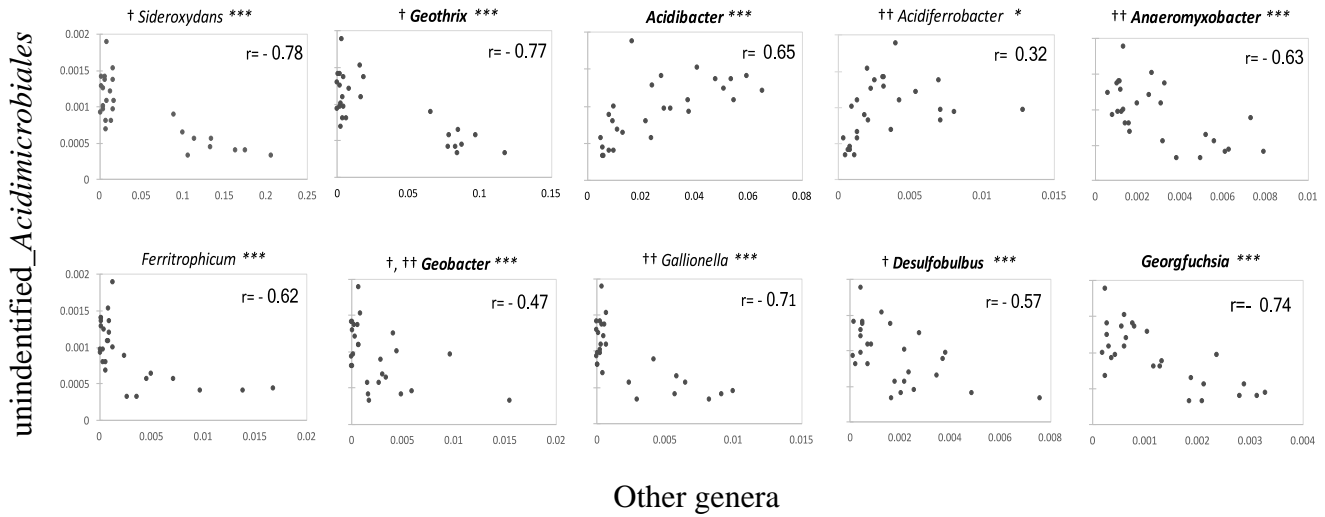 † Sideroxydans ***
† Geothrix ***
Acidibacter ***
†† Acidiferrobacter *
†† Anaeromyxobacter ***
r= - 0.78
r= - 0.77
r= 0.65
r= 0.32
r= - 0.63
0.002
0.0015
0.001
0.0005
0
0 0.05 0.1 0.15 0.2 0.25
0 0.05 0.1 0.15
0 0.02 0.04 0.06 0.08
0 0.005 0.01 0.015
0 0.002 0.004 0.006 0.008 0.01
unidentified_Acidimicrobiales
Ferritrophicum ***
†, †† Geobacter ***
†† Gallionella ***
† Desulfobulbus ***
Georgfuchsia ***
r= - 0.62
r= - 0.47
r= - 0.71
r= - 0.57
r=- 0.74
0.002
0.0015
0.001
0.0005
0
0 0.005 0.01 0.015 0.02
0 0.005 0.01 0.015 0.02
0 0.005 0.01 0.015
0 0.002 0.004 0.006 0.008
0 0.001 0.002 0.003 0.004
Other genera